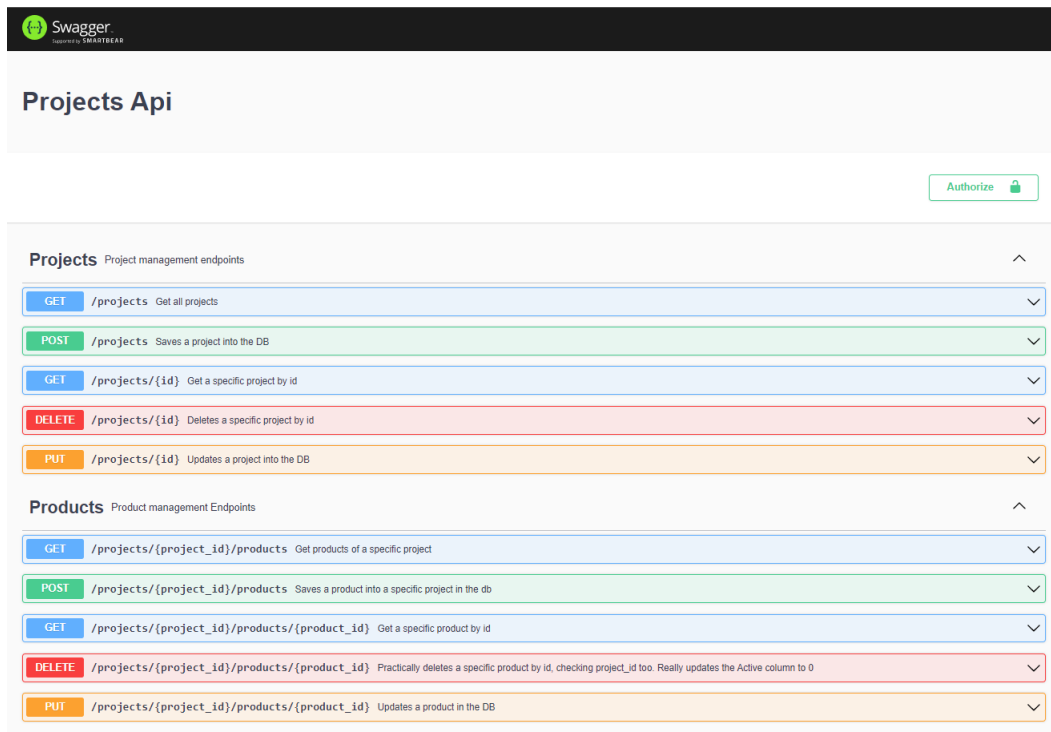 Swagger
Supported by SMARTBEAR
Projects Api
Authorize
Projects Project management endpoints
GET /projects Get all projects
POST /projects Saves a project into the DB
GET /projects/{id} Get a specific project by id
DELETE /projects/{id} Deletes a specific project by id
PUT /projects/{id} Updates a project into the DB
Products Product management Endpoints
GET /projects/{project_id}/products Get products of a specific project
POST /projects/{project_id}/products Saves a product into a specific project in the db
GET /projects/{project_id}/products/{product_id} Get a specific product by id
DELETE /projects/{project_id}/products/{product_id} Practically deletes a specific product by id, checking project_id too. Really updates the Active column to 0
PUT /projects/{project_id}/products/{product_id} Updates a product in the DB